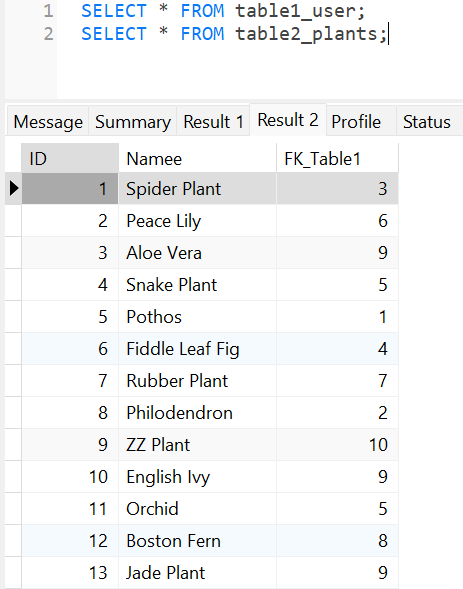 1 SELECT * FROM table1_user;
2 SELECT * FROM table2_plants;
Message Summary Result 1 Result 2 Profile Status
ID Namee FK_Table1
1 Spider Plant 3
2 Peace Lily 6
3 Aloe Vera 9
4 Snake Plant 5
5 Pothos 1
6 Fiddle Leaf Fig 4
7 Rubber Plant 7
8 Philodendron 2
9 ZZ Plant 10
10 English Ivy 9
11 Orchid 5
12 Boston Fern 8
13 Jade Plant 9